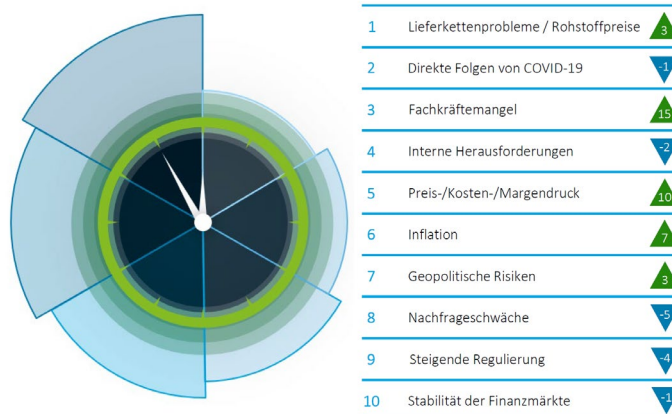 1 Lieferkettenprobleme / Rohstoffpreise 3
2 Direkte Folgen von COVID-19 -1
3 Fachkräftemangel 15
4 Interne Herausforderungen -2
5 Preis-/Kosten-/Margendruck 10
6 Inflation 7
7 Geopolitische Risiken 3
8 Nachfrageschwäche -5
9 Steigende Regulierung -4
10 Stabilität der Finanzmärkte -1